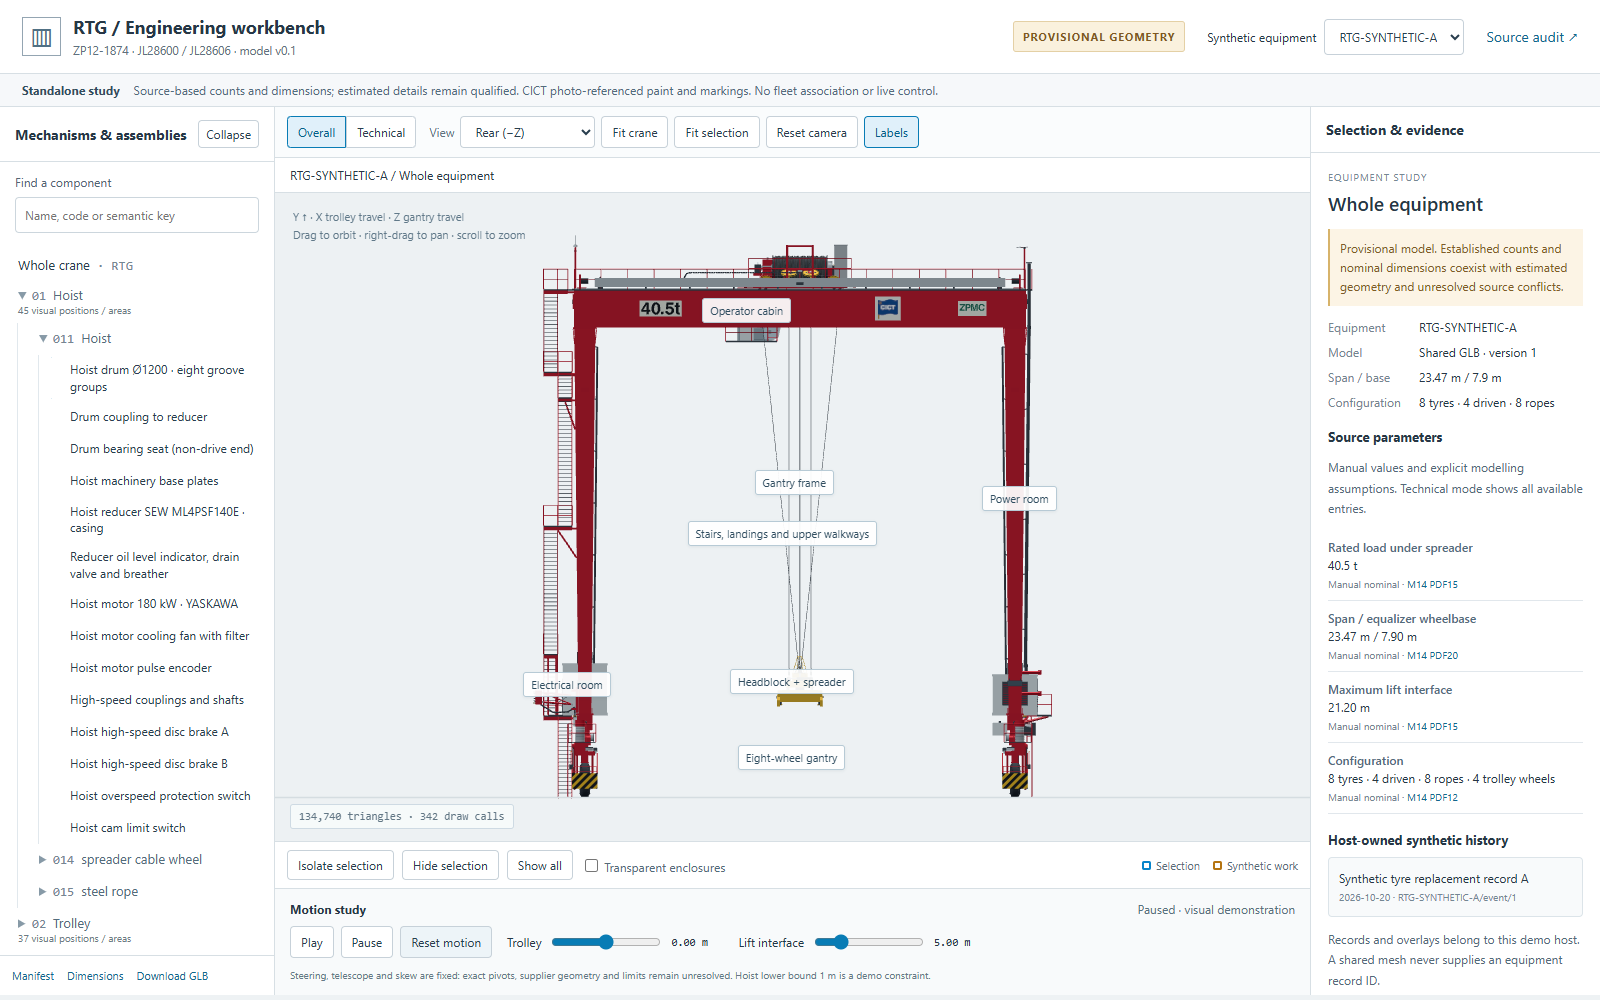 RTG / Engineering workbench
ZP12-1874 · JL28600 / JL28606 · model v0.1
PROVISIONAL GEOMETRY
Synthetic equipment
RTG-SYNTHETIC-A
Source audit ↗
Standalone study
Source-based counts and dimensions; estimated details remain qualified. CICT photo-referenced paint and markings. No fleet association or live control.
Mechanisms & assemblies
Collapse
Find a component
Name, code or semantic key
Whole crane · RTG
01 Hoist
45 visual positions / areas
011 Hoist
Hoist drum Ø1200 · eight groove
groups
Drum coupling to reducer
Drum bearing seat (non-drive end)
Hoist machinery base plates
Hoist reducer SEW ML4PSF140E ·
casing
Reducer oil level indicator, drain
valve and breather
Hoist motor 180 kW · YASKAWA
Hoist motor cooling fan with filter
Hoist motor pulse encoder
High-speed couplings and shafts
Hoist high-speed disc brake A
Hoist high-speed disc brake B
Hoist overspeed protection switch
Hoist cam limit switch
014 spreader cable wheel
015 steel rope
02 Trolley
37 visual positions / areas
Manifest
Dimensions
Download GLB
Overall
Technical
View
Rear (−Z)
Fit crane
Fit selection
Reset camera
Labels
RTG-SYNTHETIC-A / Whole equipment
Y ↑ · X trolley travel · Z gantry travel
Drag to orbit · right-drag to pan · scroll to zoom
40.5t
Operator cabin
CICT
ZPMC
Gantry frame
Power room
Stairs, landings and upper walkways
Electrical room
Headblock + spreader
Eight-wheel gantry
134,740 triangles · 342 draw calls
Isolate selection
Hide selection
Show all
Transparent enclosures
Selection
Synthetic work
Motion study
Paused · visual demonstration
Play
Pause
Reset motion
Trolley
0.00 m
Lift interface
5.00 m
Steering, telescope and skew are fixed: exact pivots, supplier geometry and limits remain unresolved. Hoist lower bound 1 m is a demo constraint.
Selection & evidence
EQUIPMENT STUDY
Whole equipment
Provisional model. Established counts and
nominal dimensions coexist with estimated
geometry and unresolved source conflicts.
Equipment RTG-SYNTHETIC-A
Model Shared GLB · version 1
Span / base 23.47 m / 7.9 m
Configuration 8 tyres · 4 driven · 8 ropes
Source parameters
Manual values and explicit modelling
assumptions. Technical mode shows all available
entries.
Rated load under spreader
40.5 t
Manual nominal · M14 PDF15
Span / equalizer wheelbase
23.47 m / 7.90 m
Manual nominal · M14 PDF20
Maximum lift interface
21.20 m
Manual nominal · M14 PDF15
Configuration
8 tyres · 4 driven · 8 ropes · 4 trolley wheels
Manual nominal · M14 PDF12
Host-owned synthetic history
Synthetic tyre replacement record A
2026-10-20 · RTG-SYNTHETIC-A/event/1
Records and overlays belong to this demo host.
A shared mesh never supplies an equipment
record ID.